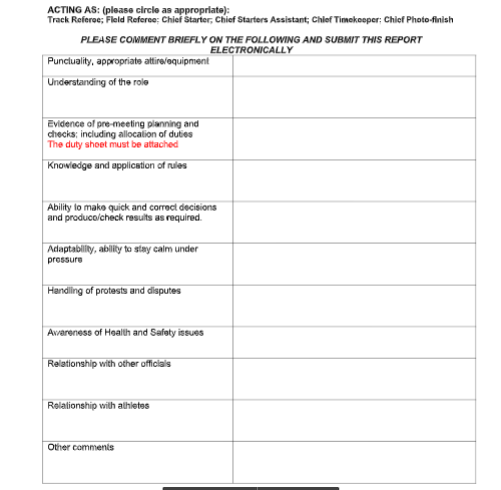 ACTING AS: (please circle as appropriate):
Track Referee; Field Referee: Chief Starter; Chief Starters Assistant; Chief Timekeeper: Chief Photo-finish
PLEASE COMMENT BRIEFLY ON THE FOLLOWING AND SUBMIT THIS REPORT
ELECTRONICALLY
Punctuality, appropriate attire/equipment
Understanding of the role
Evidence of pre-meeting planning and
checks; including allocation of duties
The duty sheet must be attached
Knowledge and application of rules
Ability to make quick and correct decisions
and produce/check results as required.
Adaptability, ability to stay calm under
pressure
Handling of protests and disputes
Awareness of Health and Safety issues
Relationship with other officials
Relationship with athletes
Other comments